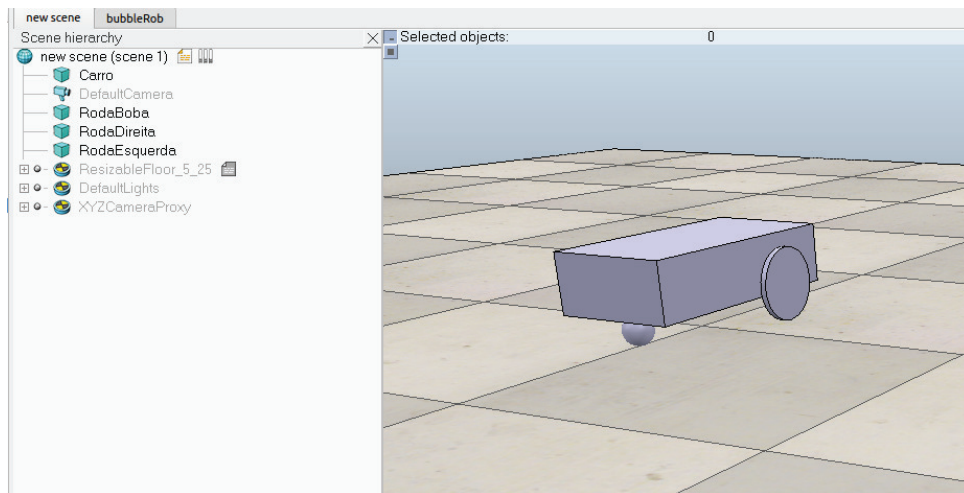 new scene
bubbleRob
Scene hierarchy
Selected objects: 0
new scene (scene 1)
Carro
DefaultCamera
RodaBoba
RodaDireita
RodaEsquerda
ResizableFloor_5_25
DefaultLights
XYZCameraProxy